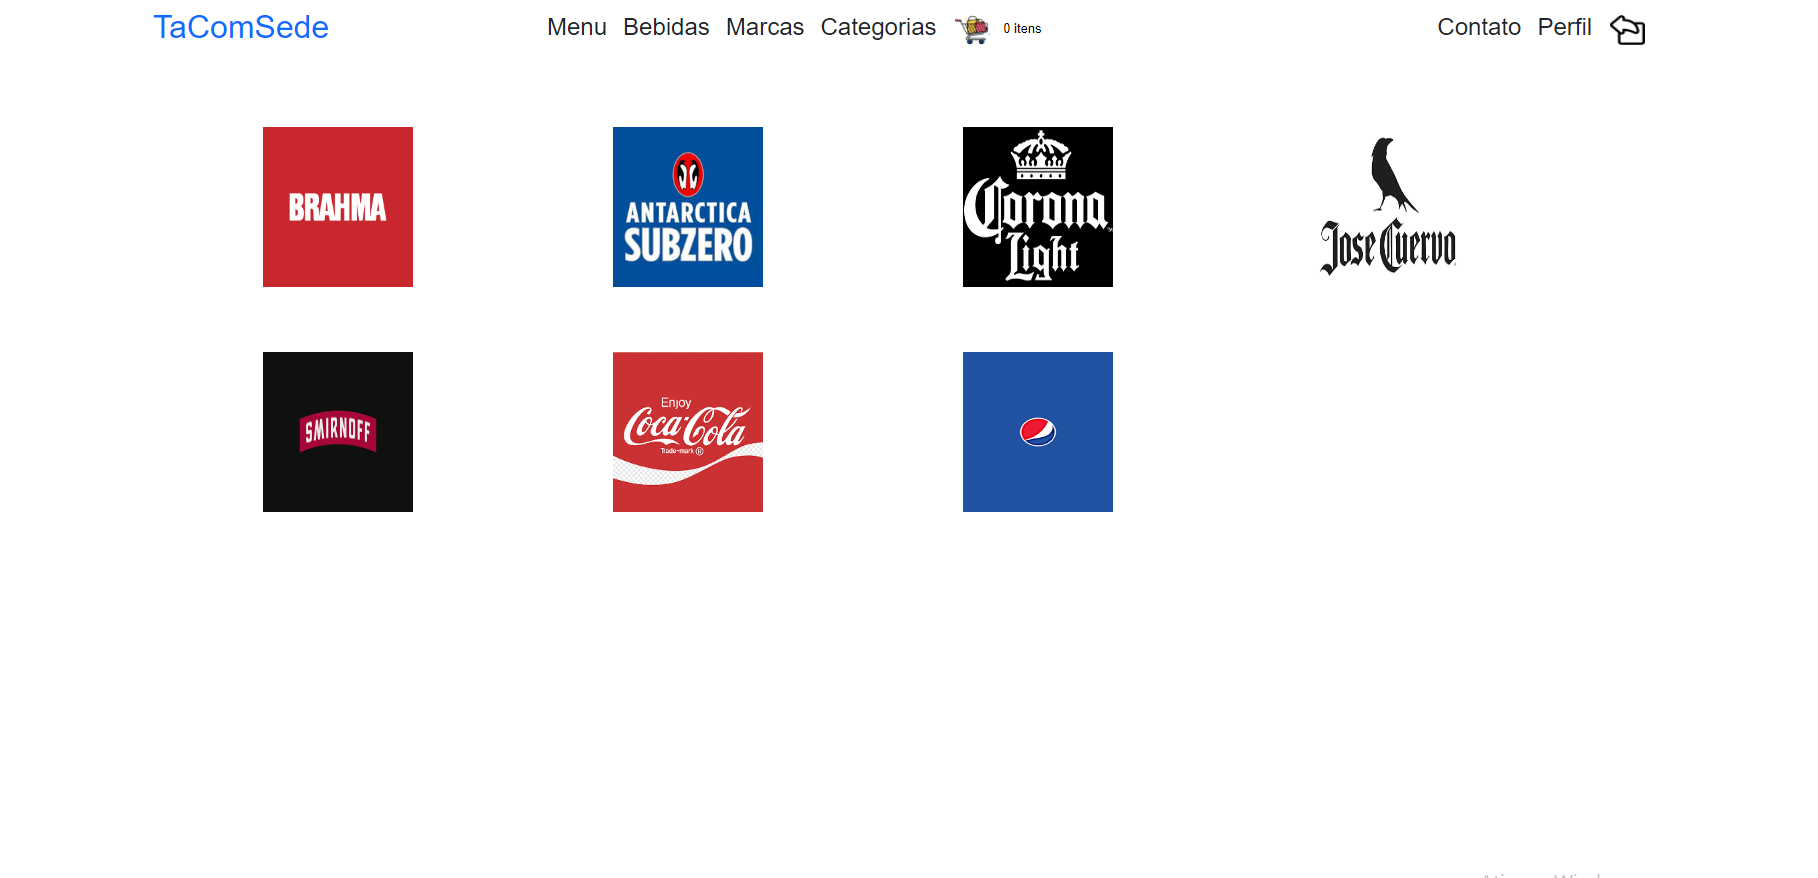 TaComSede
Menu Bebidas Marcas Categorias 0 itens
Contato Perfil
BRAHMA
ANTARCTICA
SUBZERO
Corona
Light
Jose Cuervo
SMIRNOFF
Enjoy
Coca-Cola
Trade-mark ®